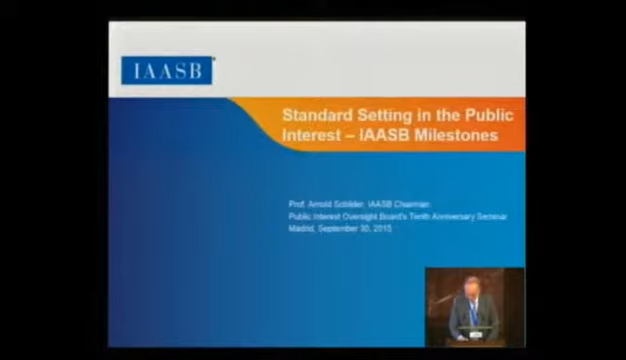 IAASB
Standard Setting in the Public
Interest – IAASB Milestones
Prof. Arnold Schilder, IAASB Chairman
Public Interest Oversight Board's Tenth Anniversary Seminar
Madrid, September 30, 2015